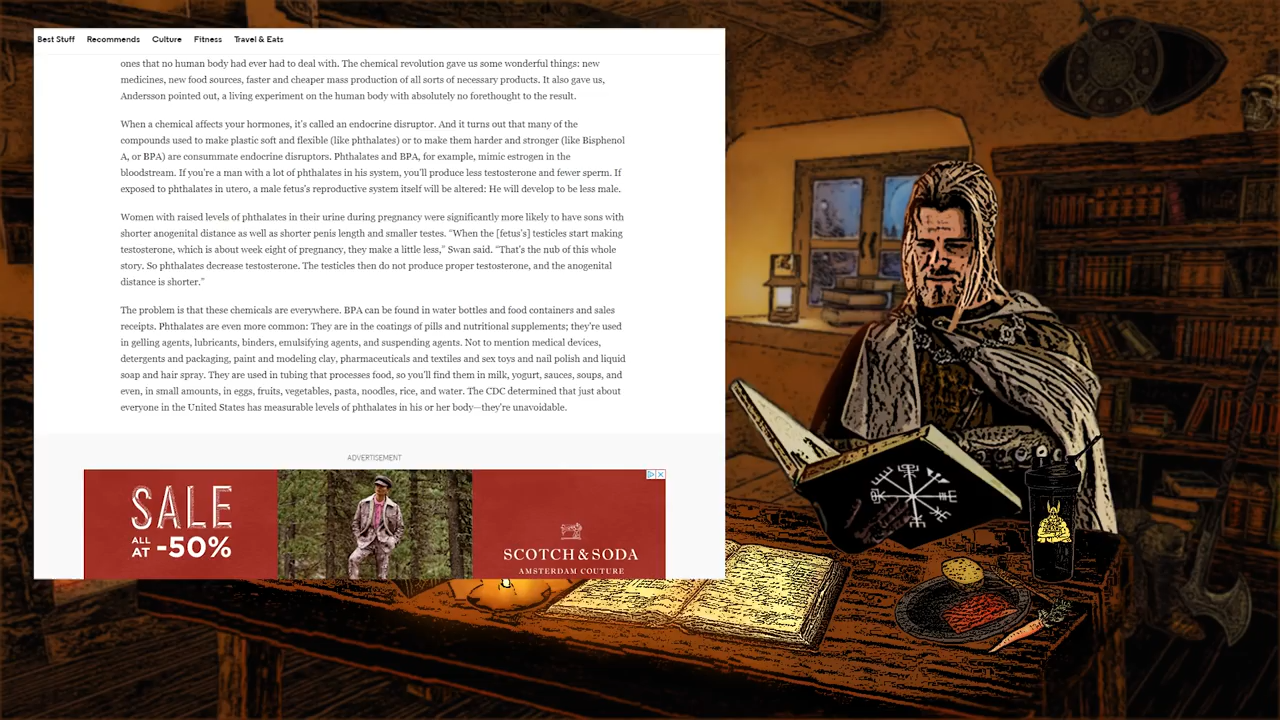 Best Stuff Recommends Culture Fitness Travel & Eats
ones that no human body had ever had to deal with. The chemical revolution gave us some wonderful things: new
medicines, new food sources, faster and cheaper mass production of all sorts of necessary products. It also gave us,
Andersson pointed out, a living experiment on the human body with absolutely no forethought to the result.
When a chemical affects your hormones, it's called an endocrine disruptor. And it turns out that many of the
compounds used to make plastic soft and flexible (like phthalates) or to make them harder and stronger (like Bisphenol
A, or BPA) are consummate endocrine disruptors. Phthalates and BPA, for example, mimic estrogen in the
bloodstream. If you're a man with a lot of phthalates in his system, you'll produce less testosterone and fewer sperm. If
exposed to phthalates in utero, a male fetus's reproductive system itself will be altered: He will develop to be less male.
Women with raised levels of phthalates in their urine during pregnancy were significantly more likely to have sons with
shorter anogenital distance as well as shorter penis length and smaller testes. "When the [fetus's] testicles start making
testosterone, which is about week eight of pregnancy, they make a little less," Swan said. "That's the nub of this whole
story. So phthalates decrease testosterone. The testicles then do not produce proper testosterone, and the anogenital
distance is shorter."
The problem is that these chemicals are everywhere. BPA can be found in water bottles and food containers and sales
receipts. Phthalates are even more common: They are in the coatings of pills and nutritional supplements; they're used
in gelling agents, lubricants, binders, emulsifying agents, and suspending agents. Not to mention medical devices,
detergents and packaging, paint and modeling clay, pharmaceuticals and textiles and sex toys and nail polish and liquid
soap and hair spray. They are used in tubing that processes food, so you'll find them in milk, yogurt, sauces, soups, and
even, in small amounts, in eggs, fruits, vegetables, pasta, noodles, rice, and water. The CDC determined that just about
everyone in the United States has measurable levels of phthalates in his or her body—they're unavoidable.
ADVERTISEMENT
SALE
ALL
AT -50%
SCOTCH & SODA
AMSTERDAM COUTURE